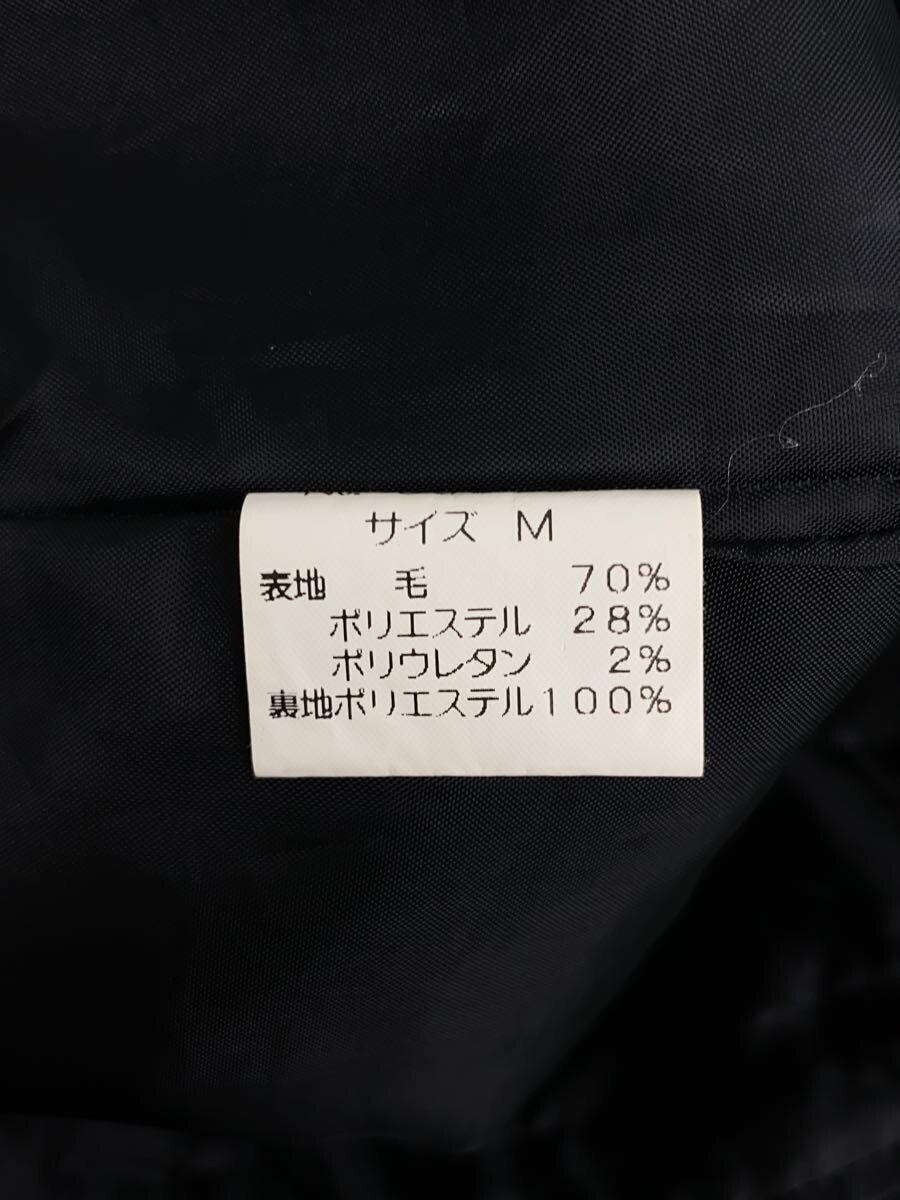 サイズ M
表地 毛 70%
ポリエステル 28%
ポリウレタン 2%
裏地ポリエステル100%